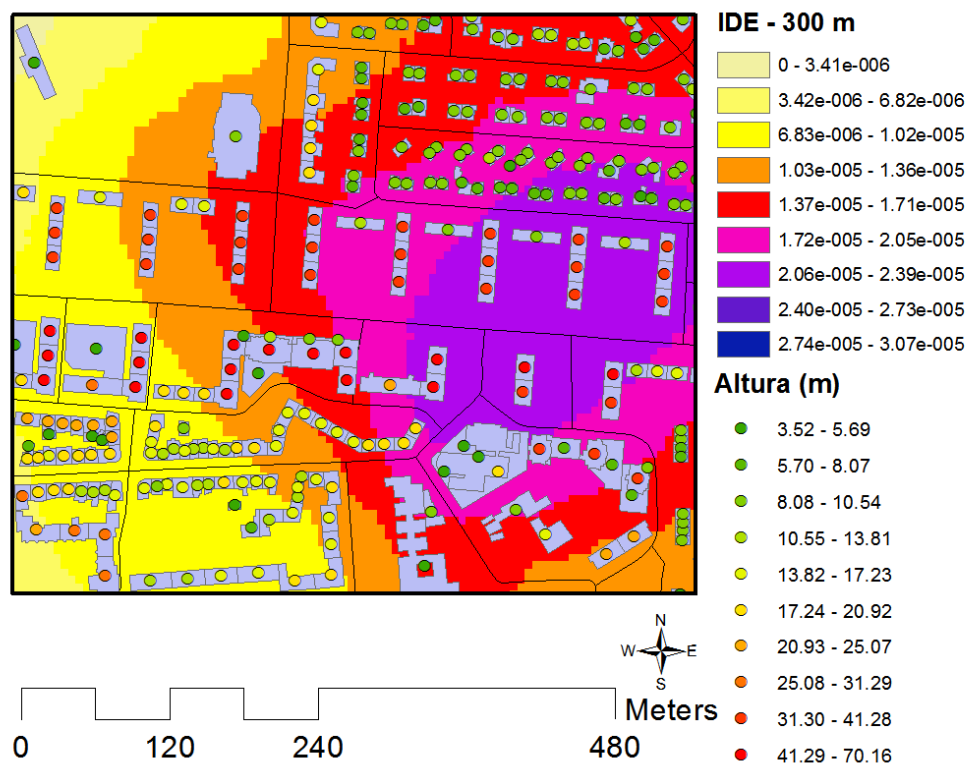 IDE - 300 m
0 - 3.41e-006
3.42e-006 - 6.82e-006
6.83e-006 - 1.02e-005
1.03e-005 - 1.36e-005
1.37e-005 - 1.71e-005
1.72e-005 - 2.05e-005
2.06e-005 - 2.39e-005
2.40e-005 - 2.73e-005
2.74e-005 - 3.07e-005
Altura (m)
3.52 - 5.69
5.70 - 8.07
8.08 - 10.54
10.55 - 13.81
13.82 - 17.23
17.24 - 20.92
20.93 - 25.07
25.08 - 31.29
31.30 - 41.28
41.29 - 70.16
N
W E
S
Meters
0 120 240 480